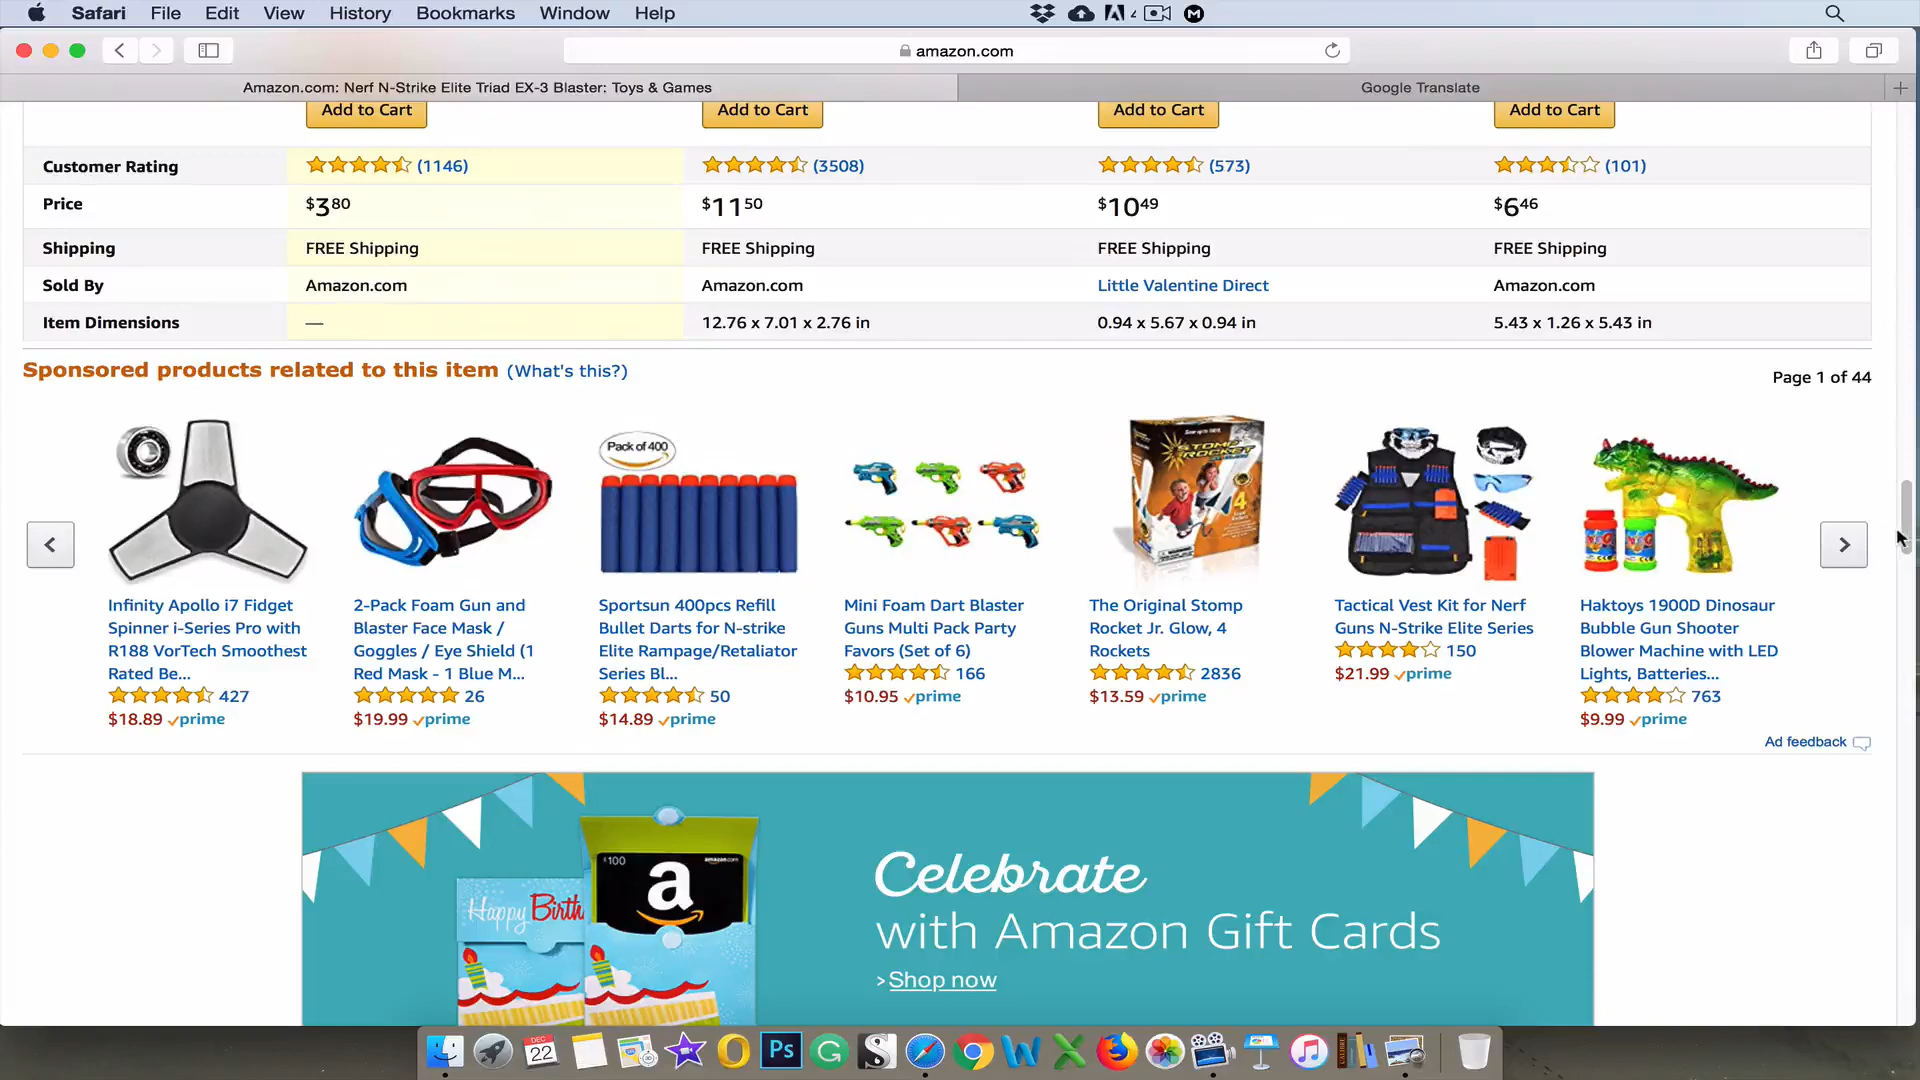 Safari File Edit View History Bookmarks Window Help
amazon.com
Amazon.com: Nerf N-Strike Elite Triad EX-3 Blaster: Toys & Games
Google Translate
Add to Cart Add to Cart Add to Cart Add to Cart
Customer Rating (1146) (3508) (573) (101)
Price $3 80 $11 50 $10 49 $6 46
Shipping FREE Shipping FREE Shipping FREE Shipping FREE Shipping
Sold By Amazon.com Amazon.com Little Valentine Direct Amazon.com
Item Dimensions — 12.76 x 7.01 x 2.76 in 0.94 x 5.67 x 0.94 in 5.43 x 1.26 x 5.43 in
Sponsored products related to this item (What's this?)
Page 1 of 44
Pack of 400
STOMP
ROCKET
4
Infinity Apollo i7 Fidget
Spinner i-Series Pro with
R188 VorTech Smoothest
Rated Be...
427
$18.89 prime
2-Pack Foam Gun and
Blaster Face Mask /
Goggles / Eye Shield (1
Red Mask - 1 Blue M...
26
$19.99 prime
Sportsun 400pcs Refill
Bullet Darts for N-strike
Elite Rampage/Retaliator
Series Bl...
50
$14.89 prime
Mini Foam Dart Blaster
Guns Multi Pack Party
Favors (Set of 6)
166
$10.95 prime
The Original Stomp
Rocket Jr. Glow, 4
Rockets
2836
$13.59 prime
Tactical Vest Kit for Nerf
Guns N-Strike Elite Series
150
$21.99 prime
Haktoys 1900D Dinosaur
Bubble Gun Shooter
Blower Machine with LED
Lights, Batteries...
763
$9.99 prime
Ad feedback
$100 amazon.com
a
Happy Birth
Celebrate
with Amazon Gift Cards
>Shop now
DEC
22
Ps